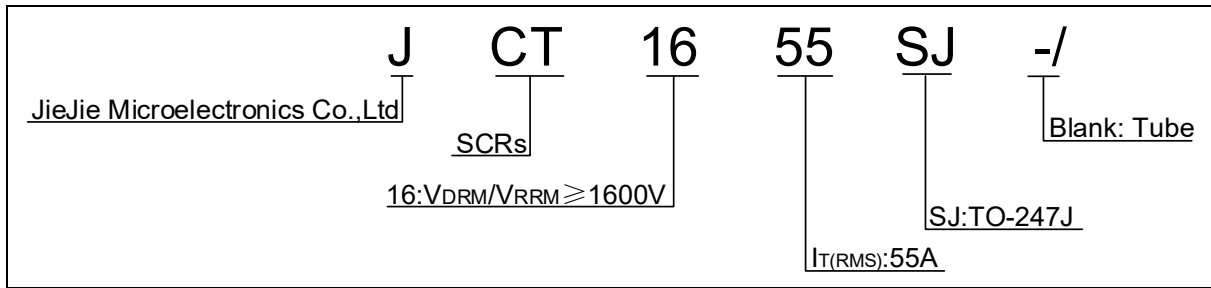 J CT 16 55 SJ -/
JieJie Microelectronics Co.,Ltd
Blank: Tube
SCRs
16:VDRM/VRRM≥1600V
SJ:TO-247J
IT(RMS):55A